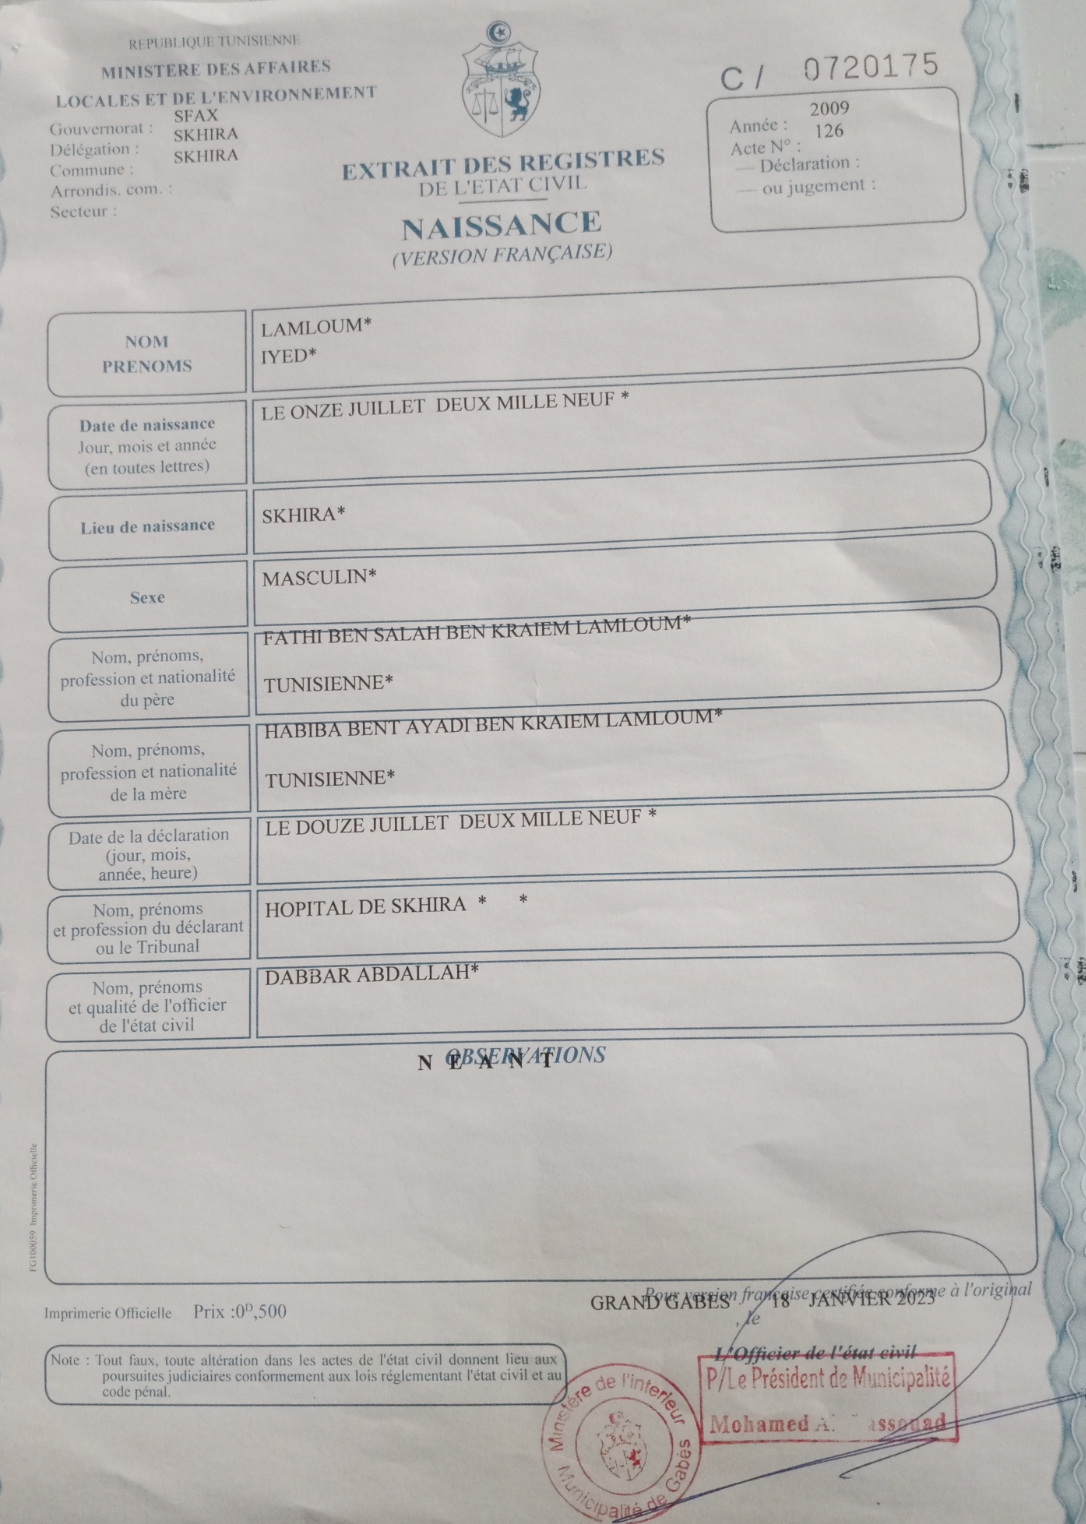 REPUBLIQUE TUNISIENNE
MINISTERE DES AFFAIRES
LOCALES ET DE L'ENVIRONNEMENT
Gouvernorat : SFAX
Délégation : SKHIRA
Commune : SKHIRA
Arrondis. com. :
Secteur :
EXTRAIT DES REGISTRES
DE L'ETAT CIVIL
NAISSANCE
(VERSION FRANÇAISE)
C / 0720175
Année : 2009
Acte N° : 126
— Déclaration :
— ou jugement :
NOM
PRENOMS
LAMLOUM*
IYED*
Date de naissance
Jour, mois et année
(en toutes lettres)
LE ONZE JUILLET DEUX MILLE NEUF *
Lieu de naissance
SKHIRA*
Sexe
MASCULIN*
Nom, prénoms,
profession et nationalité
du père
FATHI BEN SALAH BEN KRAIEM LAMLOUM*
TUNISIENNE*
Nom, prénoms,
profession et nationalité
de la mère
HABIBA BENT AYADI BEN KRAIEM LAMLOUM*
TUNISIENNE*
Date de la déclaration
(jour, mois,
année, heure)
LE DOUZE JUILLET DEUX MILLE NEUF *
Nom, prénoms
et profession du déclarant
ou le Tribunal
HOPITAL DE SKHIRA * *
Nom, prénoms
et qualité de l'officier
de l'état civil
DABBAR ABDALLAH*
OBSERVATIONS
N E A N T
FG100059 Imprimerie Officielle
Imprimerie Officielle Prix :0ᴰ,500
Pour version française certifiée conforme à l'original
GRAND GABES 18 JANVIER 2023
, le
L'Officier de l'état civil
P/Le Président de Municipalité
Mohamed
Note : Tout faux, toute altération dans les actes de l'état civil donnent lieu aux
poursuites judiciaires conformement aux lois réglementant l'état civil et au
code pénal.
Ministére de l'interieur
Municipalité de Gabès